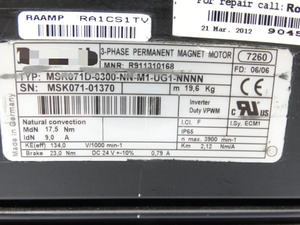 RAAMP RA1CS1TV
For repair call: Ro
21 Mar. 2012 9045
3-PHASE PERMANENT MAGNET MOTOR 7260
MNR: R911310168 FD: 06/06
TYP: MSK071D-0300-NN-M1-UG1-NNNN
SN: MSK071-01370 m 19,6 Kg
Made in Germany
Natural convection
MdN 17,5 Nm
IdN 9,0 A
KE(eff) 134,0 V/1000 min-1
Brake 23,0 Nm DC 24 V +/-10% 0,79 A
Inverter
Duty VPWM
I.Cl. F I.Sy. ECM1
IP65
n max. 3900 min-1
Km 2,12 Nm/A
CE
c UR US